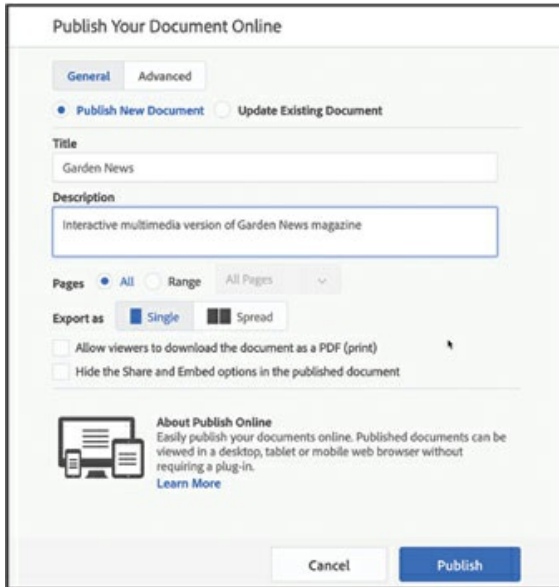 Publish Your Document Online
General Advanced
Publish New Document Update Existing Document
Title
Garden News
Description
Interactive multimedia version of Garden News magazine
Pages All Range All Pages
Export as Single Spread
Allow viewers to download the document as a PDF (print)
Hide the Share and Embed options in the published document
About Publish Online
Easily publish your documents online. Published documents can be
viewed in a desktop, tablet or mobile web browser without
requiring a plug-in.
Learn More
Cancel Publish